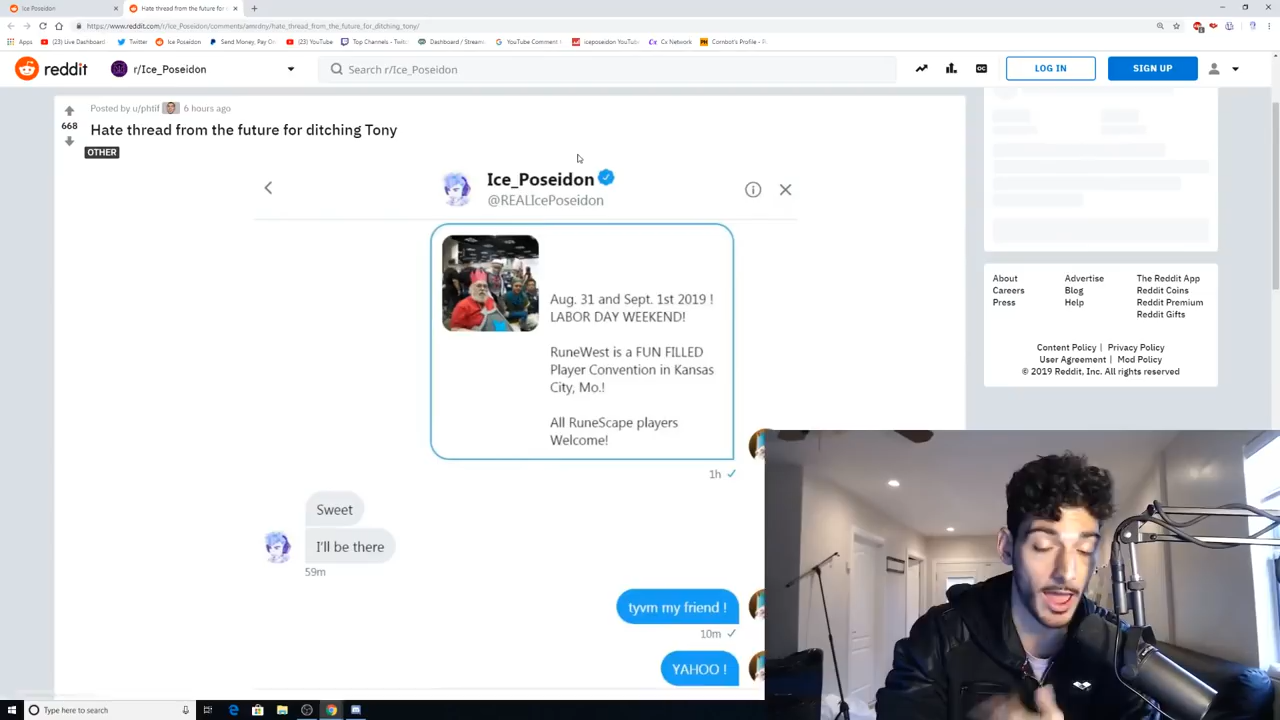 Ice Poseidon
Hate thread from the future for
https://www.reddit.com/r/Ice_Poseidon/comments/amrdny/hate_thread_from_the_future_for_ditching_tony/
Apps
(23) Live Dashboard
Twitter
Ice Poseidon
Send Money, Pay On
(23) YouTube
Top Channels - Twitc
Dashboard / Streams
YouTube Comment
iceposeidon YouTub
Cx Network
Combot's Profile - P
reddit
r/Ice_Poseidon
Search r/Ice_Poseidon
LOG IN
SIGN UP
Posted by u/phtif 6 hours ago
668
Hate thread from the future for ditching Tony
OTHER
Ice_Poseidon
@REALIcePoseidon
Aug. 31 and Sept. 1st 2019 !
LABOR DAY WEEKEND!
RuneWest is a FUN FILLED
Player Convention in Kansas
City, Mo.!
All RuneScape players
Welcome!
1h
Sweet
I'll be there
59m
tyvm my friend !
10m
YAHOO !
About
Careers
Press
Advertise
Blog
Help
The Reddit App
Reddit Coins
Reddit Premium
Reddit Gifts
Content Policy | Privacy Policy
User Agreement | Mod Policy
© 2019 Reddit, Inc. All rights reserved
Type here to search